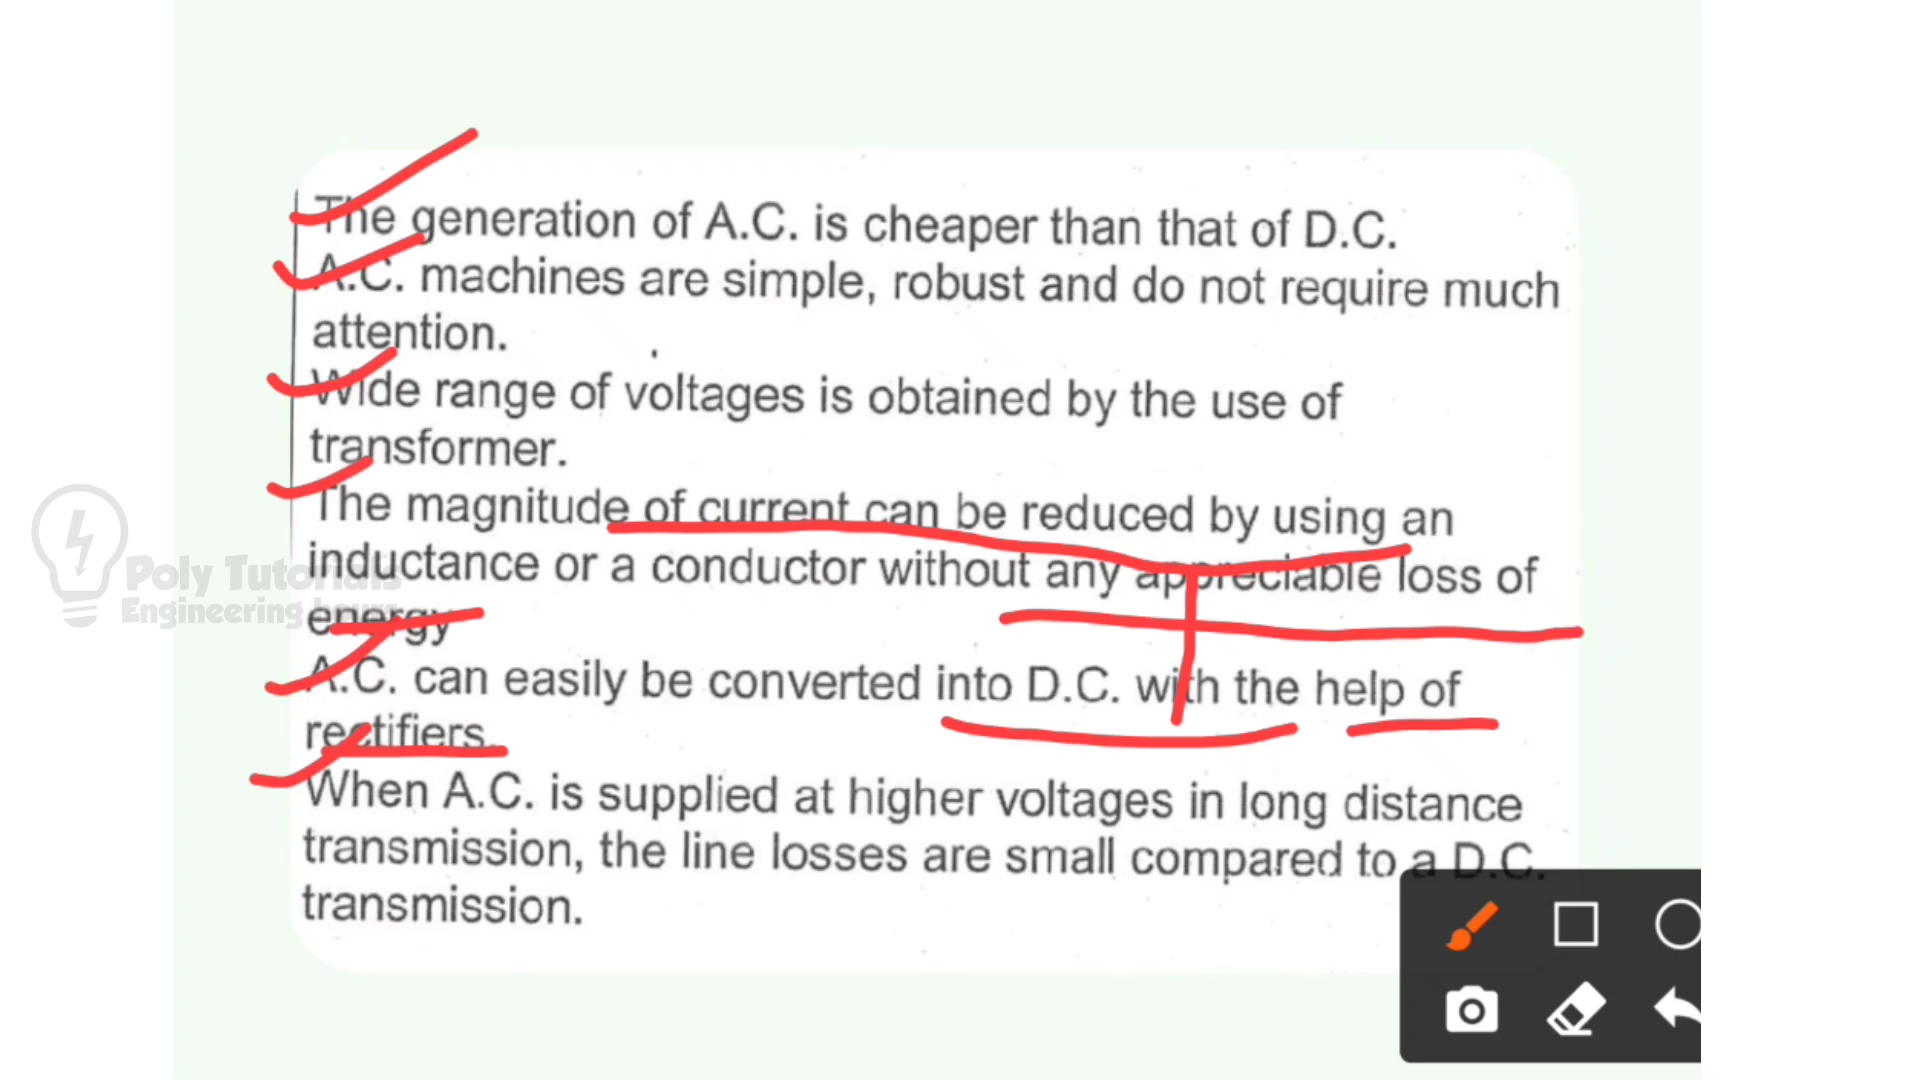 The generation of A.C. is cheaper than that of D.C.
A.C. machines are simple, robust and do not require much
attention.
Wide range of voltages is obtained by the use of
transformer.
The magnitude of current can be reduced by using an
inductance or a conductor without any appreciable loss of
energy
A.C. can easily be converted into D.C. with the help of
rectifiers.
When A.C. is supplied at higher voltages in long distance
transmission, the line losses are small compared to a D.C.
transmission.
Poly Tutorials
Engineering hours